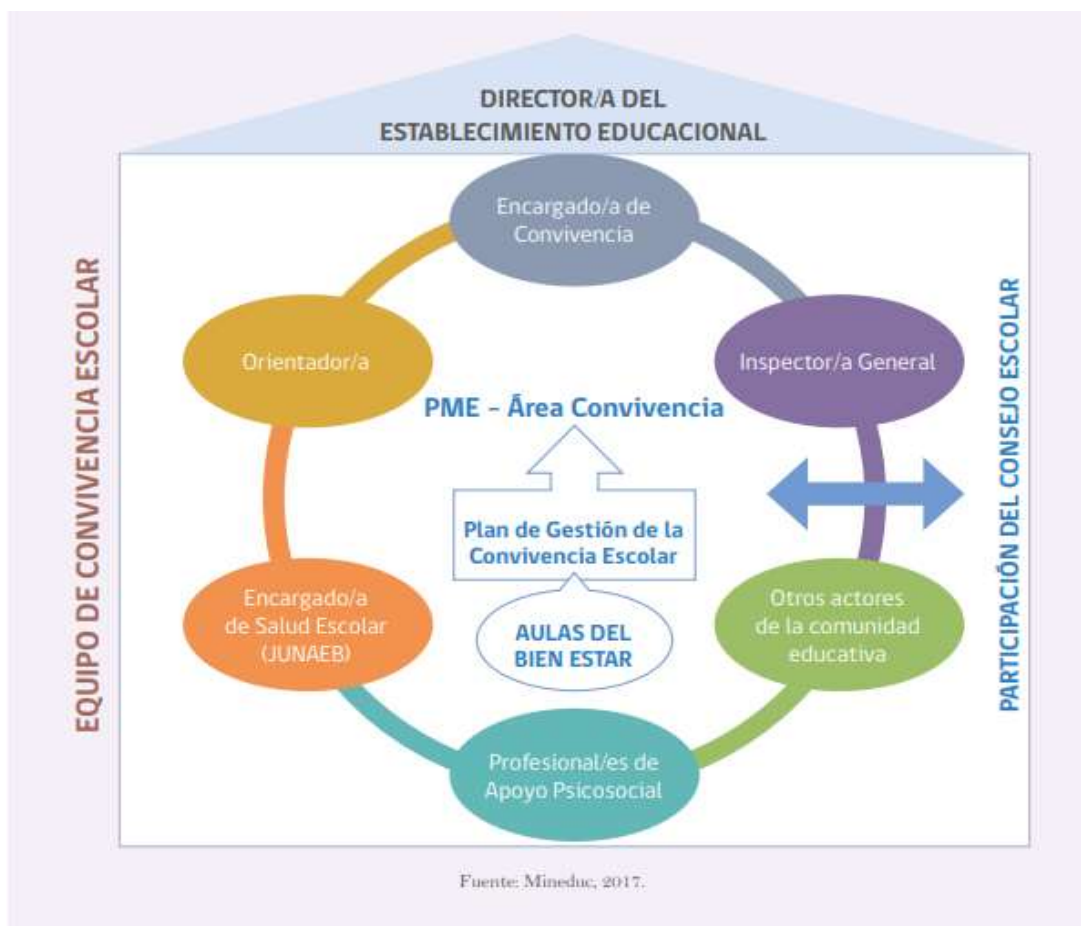 DIRECTOR/A DEL
ESTABLECIMIENTO EDUCACIONAL
EQUIPO DE CONVIVENCIA ESCOLAR
Encargado/a de
Convivencia
Orientador/a
Inspector/a General
PME - Área Convivencia
Plan de Gestión de la
Convivencia Escolar
AULAS DEL
BIEN ESTAR
Encargado/a
de Salud Escolar
(JUNAEB)
Otros actores
de la comunidad
educativa
Profesional/es de
Apoyo Psicosocial
PARTICIPACIÓN DEL CONSEJO ESCOLAR
Fuente: Mineduc, 2017.